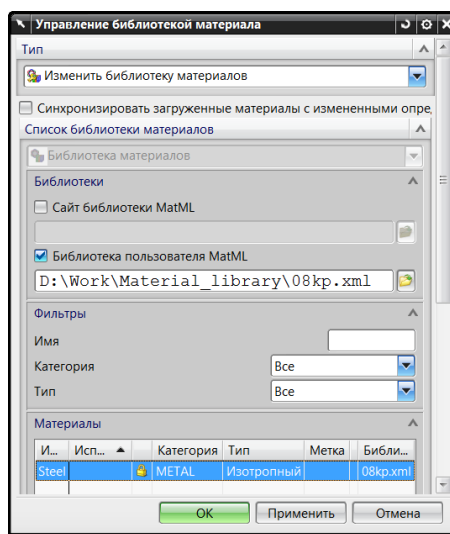 Управление библиотекой материала
Тип
Изменить библиотеку материалов
Синхронизировать загруженные материалы с измененными опре
Список библиотеки материалов
Библиотека материалов
Библиотеки
Сайт библиотеки MatML
Библиотека пользователя MatML
D:\Work\Material_library\08kp.xml
Фильтры
Имя
Категория Все
Тип Все
Материалы
И... Исп... Категория Тип Метка Библи...
Steel METAL Изотропный 08kp.xml
OK Применить Отмена